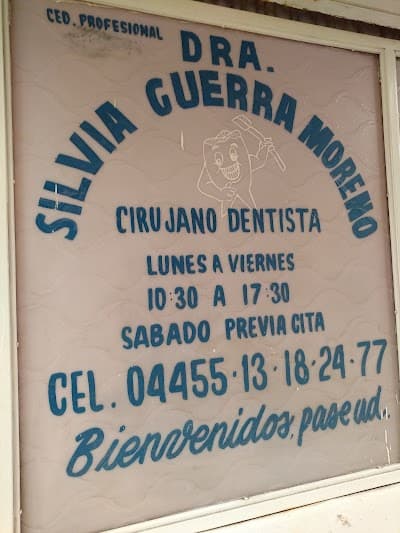 CED. PROFESIONAL
DRA.
SILVIA GUERRA MORENO
CIRUJANO DENTISTA
LUNES A VIERNES
10:30 A 17:30
SABADO PREVIA CITA
CEL. 04455·13·18·24·77
Bienvenidos, pase ud.